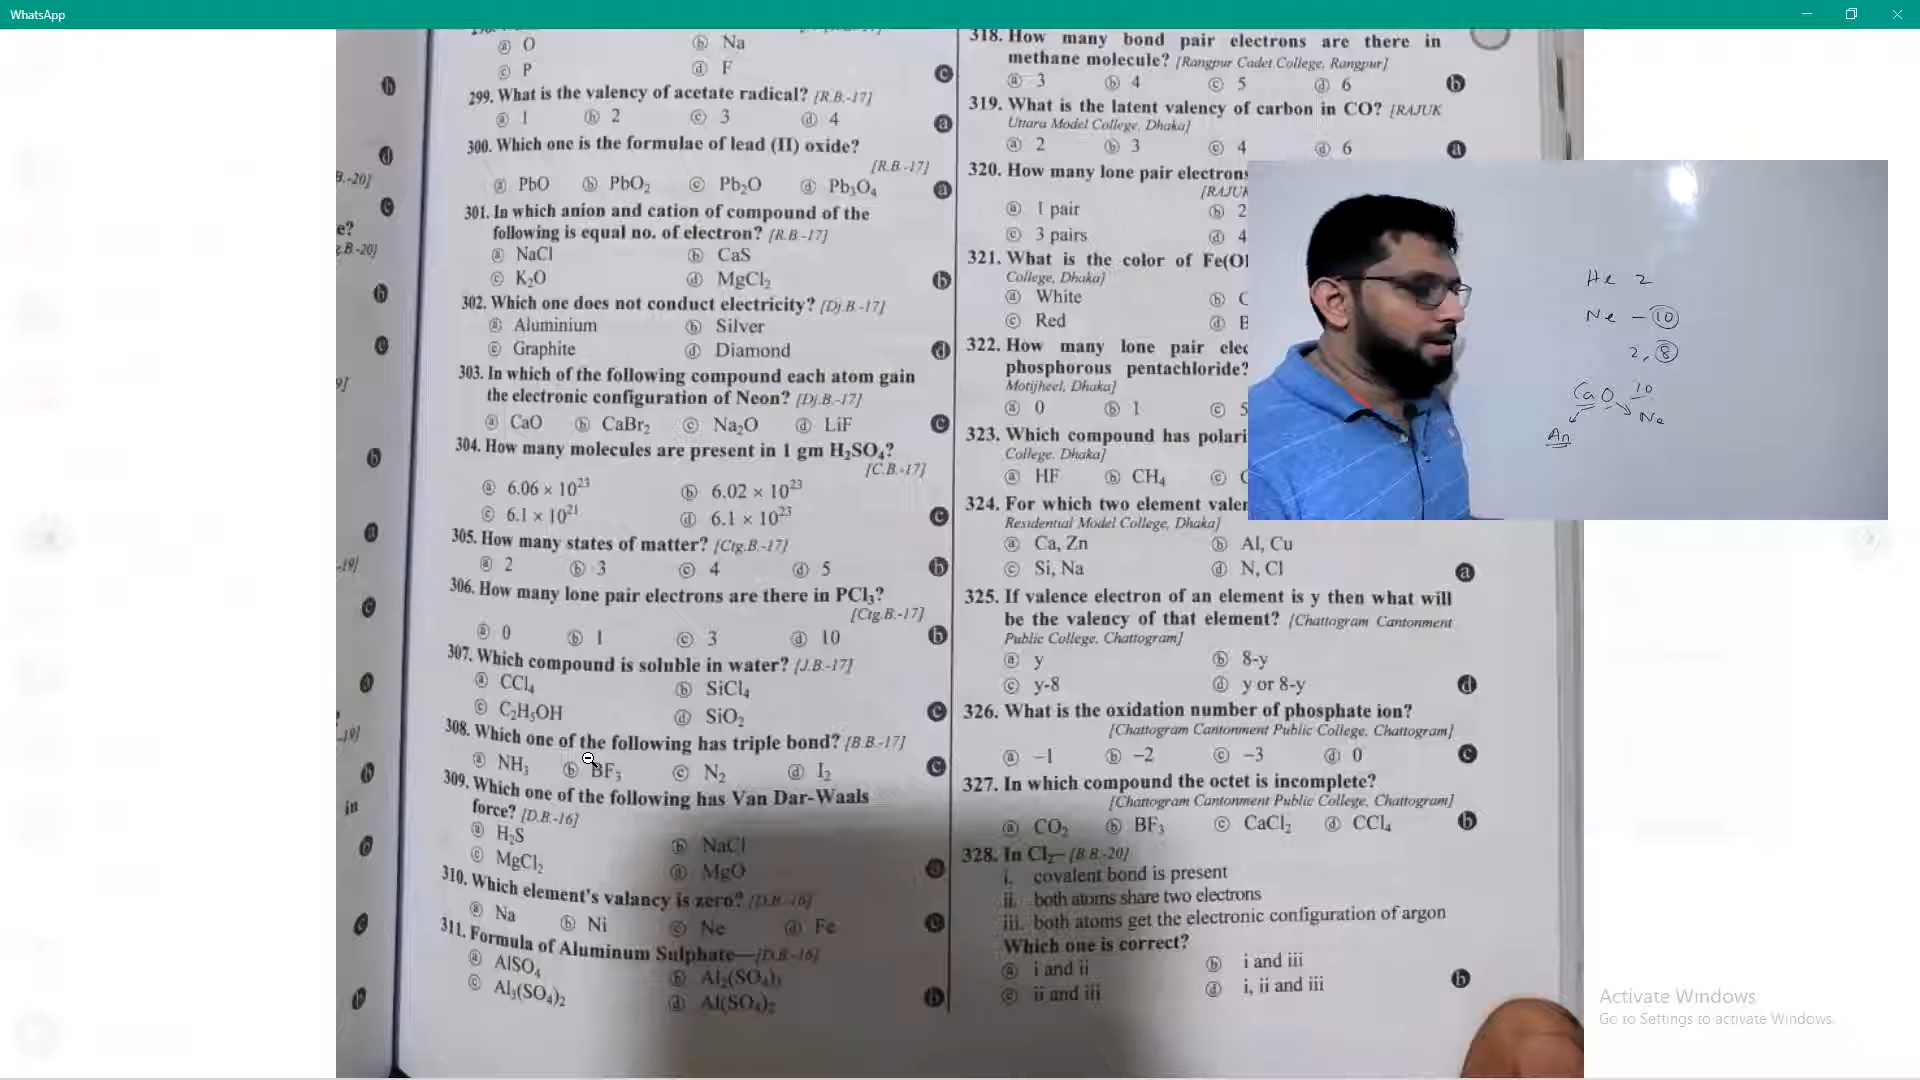 WhatsApp
ⓐ O ⓑ Na
ⓒ P ⓓ F c
299. What is the valency of acetate radical? [R.B.-17]
ⓐ 1 ⓑ 2 ⓒ 3 ⓓ 4 a
300. Which one is the formulae of lead (II) oxide?
[R.B.-17]
ⓐ PbO ⓑ PbO₂ ⓒ Pb₂O ⓓ Pb₃O₄ a
301. In which anion and cation of compound of the
following is equal no. of electron? [R.B.-17]
ⓐ NaCl ⓑ CaS
ⓒ K₂O ⓓ MgCl₂ b
302. Which one does not conduct electricity? [Dj.B.-17]
ⓐ Aluminium ⓑ Silver
ⓒ Graphite ⓓ Diamond d
303. In which of the following compound each atom gain
the electronic configuration of Neon? [Dj.B.-17]
ⓐ CaO ⓑ CaBr₂ ⓒ Na₂O ⓓ LiF c
304. How many molecules are present in 1 gm H₂SO₄?
[C.B.-17]
ⓐ 6.06 × 10²³ ⓑ 6.02 × 10²³
ⓒ 6.1 × 10²¹ ⓓ 6.1 × 10²³ c
305. How many states of matter? [Ctg.B.-17]
ⓐ 2 ⓑ 3 ⓒ 4 ⓓ 5 b
306. How many lone pair electrons are there in PCl₃?
[Ctg.B.-17]
ⓐ 0 ⓑ 1 ⓒ 3 ⓓ 10 b
307. Which compound is soluble in water? [J.B.-17]
ⓐ CCl₄ ⓑ SiCl₄
ⓒ C₂H₅OH ⓓ SiO₂ c
308. Which one of the following has triple bond? [B.B.-17]
ⓐ NH₃ ⓑ BF₃ ⓒ N₂ ⓓ I₂ c
309. Which one of the following has Van Dar-Waals
force? [D.B.-16]
ⓐ H₂S ⓑ NaCl
ⓒ MgCl₂ ⓓ MgO a
310. Which element's valancy is zero? [D.B.-16]
ⓐ Na ⓑ Ni ⓒ Ne ⓓ Fe c
311. Formula of Aluminum Sulphate—[D.B.-16]
ⓐ AlSO₄ ⓑ Al₂(SO₄)₃
ⓒ Al₃(SO₄)₂ ⓓ Al(SO₄)₂ b
318. How many bond pair electrons are there in
methane molecule? [Rangpur Cadet College, Rangpur]
ⓐ 3 ⓑ 4 ⓒ 5 ⓓ 6 b
319. What is the latent valency of carbon in CO? [RAJUK
Uttara Model College, Dhaka]
ⓐ 2 ⓑ 3 ⓒ 4 ⓓ 6 a
320. How many lone pair electrons
ⓐ 1 pair ⓑ 2
ⓒ 3 pairs ⓓ 4
321. What is the color of
College, Dhaka]
ⓐ White ⓑ
ⓒ Red ⓓ
322. How many lone pair
phosphorous pentachloride?
Motijheel, Dhaka]
ⓐ 0 ⓑ 1 ⓒ 5
323. Which compound has
College, Dhaka]
ⓐ HF ⓑ CH₄ ⓒ
324. For which two element
Residential Model College, Dhaka]
ⓐ Ca, Zn ⓑ Al, Cu
ⓒ Si, Na ⓓ N, Cl a
325. If valence electron of an element is y then what will
be the valency of that element? [Chattogram Cantonment
Public College, Chattogram]
ⓐ y ⓑ 8-y
ⓒ y-8 ⓓ y or 8-y d
326. What is the oxidation number of phosphate ion?
[Chattogram Cantonment Public College, Chattogram]
ⓐ −1 ⓑ −2 ⓒ −3 ⓓ 0 c
327. In which compound the octet is incomplete?
[Chattogram Cantonment Public College, Chattogram]
ⓐ CO₂ ⓑ BF₃ ⓒ CaCl₂ ⓓ CCl₄ b
328. In Cl₂– [B.B.-20]
i. covalent bond is present
ii. both atoms share two electrons
iii. both atoms get the electronic configuration of argon
Which one is correct?
ⓐ i and ii ⓑ i and iii
ⓒ ii and iii ⓓ i, ii and iii b
He 2
Ne – 10
2, 8
CaO 10
Ne
Activate Windows
Go to Settings to activate Windows.